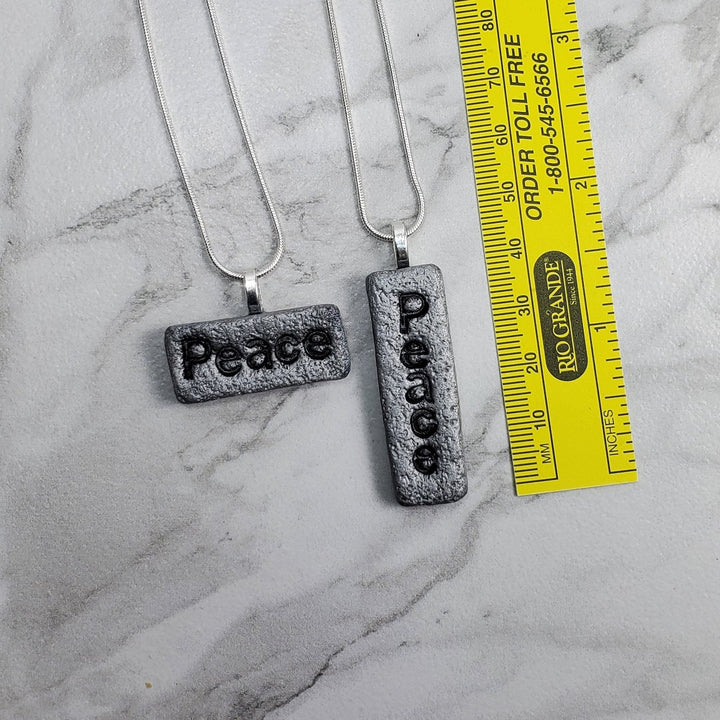 Peace
P
e
a
c
e
ORDER TOLL FREE
1-800-545-6566
RIO GRANDE®
Since 1944
80
70
60
50
40
30
20
10
MM
3
2
1
INCHES